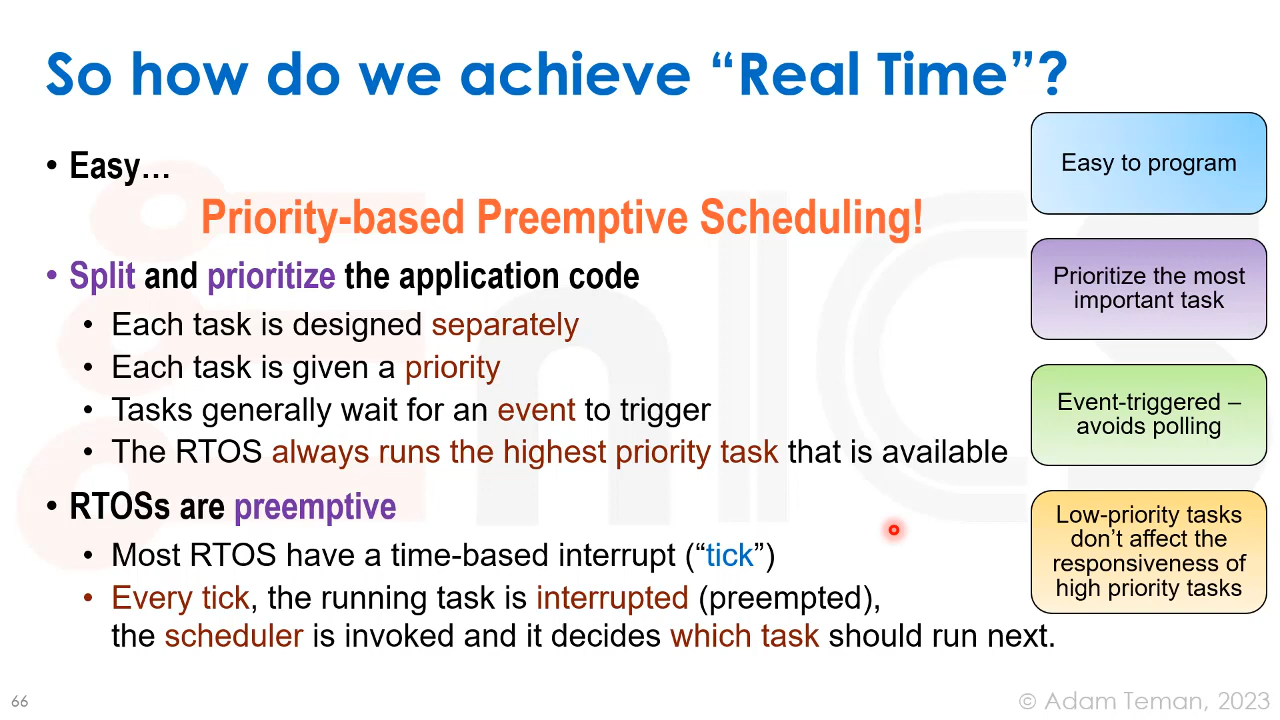 So how do we achieve “Real Time”?
• Easy…
Priority-based Preemptive Scheduling!
• Split and prioritize the application code
• Each task is designed separately
• Each task is given a priority
• Tasks generally wait for an event to trigger
• The RTOS always runs the highest priority task that is available
• RTOSs are preemptive
• Most RTOS have a time-based interrupt (“tick”)
• Every tick, the running task is interrupted (preempted),
the scheduler is invoked and it decides which task should run next.
Easy to program
Prioritize the most
important task
Event-triggered –
avoids polling
Low-priority tasks
don’t affect the
responsiveness of
high priority tasks
66
© Adam Teman, 2023